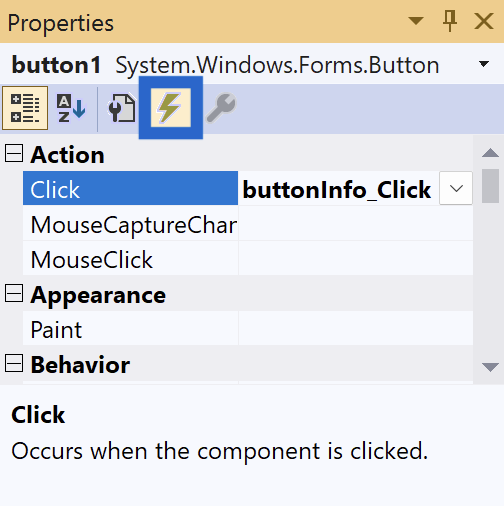 Properties
button1 System.Windows.Forms.Button
A
Z
Action
Click buttonInfo_Click
MouseCaptureChar
MouseClick
Appearance
Paint
Behavior
Click
Occurs when the component is clicked.